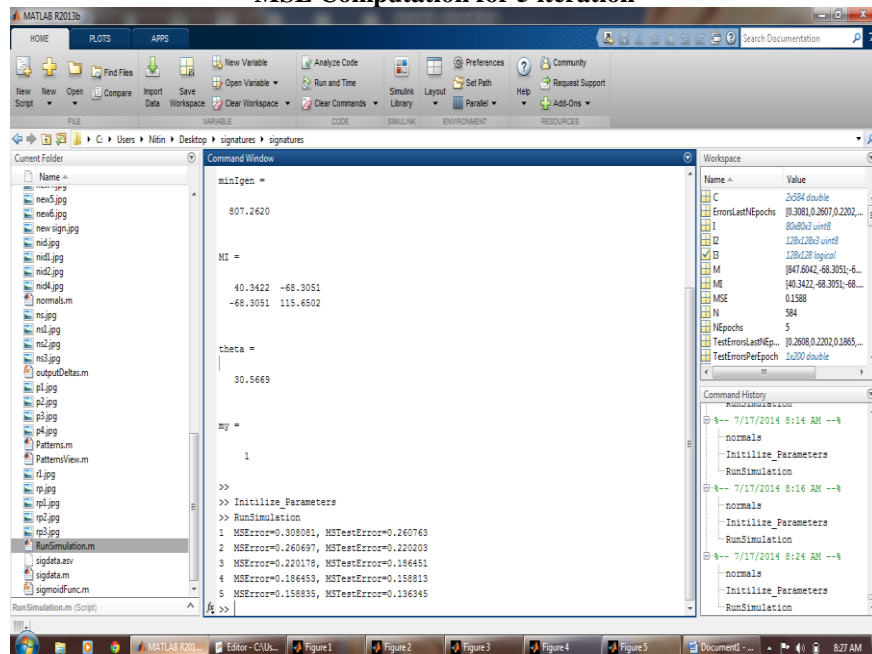 MSE Computation for 5 iteration
MATLAB R2013b
HOME PLOTS APPS
Search Documentation
New Script
New
Open
Find Files
Compare
Import Data
Save Workspace
New Variable
Open Variable
Clear Workspace
Analyze Code
Run and Time
Clear Commands
Simulink Library
Layout
Preferences
Set Path
Parallel
Help
Community
Request Support
Add-Ons
FILE VARIABLE CODE SIMULINK ENVIRONMENT RESOURCES
C: Users Nitin Desktop signatures signatures
Current Folder
Name
new5.jpg
new6.jpg
new sign.jpg
nid.jpg
nid1.jpg
nid2.jpg
nid4.jpg
normals.m
ns.jpg
ns1.jpg
ns2.jpg
ns3.jpg
outputDeltas.m
p1.jpg
p2.jpg
p3.jpg
p4.jpg
Patterns.m
PatternsView.m
r1.jpg
rp.jpg
rp1.jpg
rp2.jpg
rp3.jpg
RunSimulation.m
sigdata.asv
sigdata.m
sigmoidFunc.m
RunSimulation.m (Script)
Command Window
minIgen =
807.2620
MI =
40.3422 -68.3051
-68.3051 115.6502
theta =
30.5669
my =
1
>>
>> Initilize_Parameters
>> RunSimulation
1 MSError=0.308081, MSTestError=0.260763
2 MSError=0.260697, MSTestError=0.220203
3 MSError=0.220178, MSTestError=0.186451
4 MSError=0.186453, MSTestError=0.158813
5 MSError=0.158835, MSTestError=0.136345
fx >>
Workspace
Name Value
C 2x584 double
ErrorsLastNEpochs [0.3081,0.2607,0.2202,...
I 80x80x3 uint8
I2 128x128x3 uint8
I3 128x128 logical
M [847.6042,-68.3051;-6...
MI [40.3422,-68.3051;-68....
MSE 0.1588
N 584
NEpochs 5
TestErrorsLastNEp... [0.2608,0.2202,0.1865,...
TestErrorsPerEpoch 1x200 double
Command History
RunSimulation
%-- 7/17/2014 8:14 AM --%
normals
Initilize_Parameters
RunSimulation
%-- 7/17/2014 8:16 AM --%
normals
Initilize_Parameters
RunSimulation
%-- 7/17/2014 8:24 AM --%
normals
Initilize_Parameters
RunSimulation
MATLAB R201...
Editor - C:\Us...
Figure 1
Figure 2
Figure 3
Figure 4
Figure 5
Document1 - ...
8:27 AM